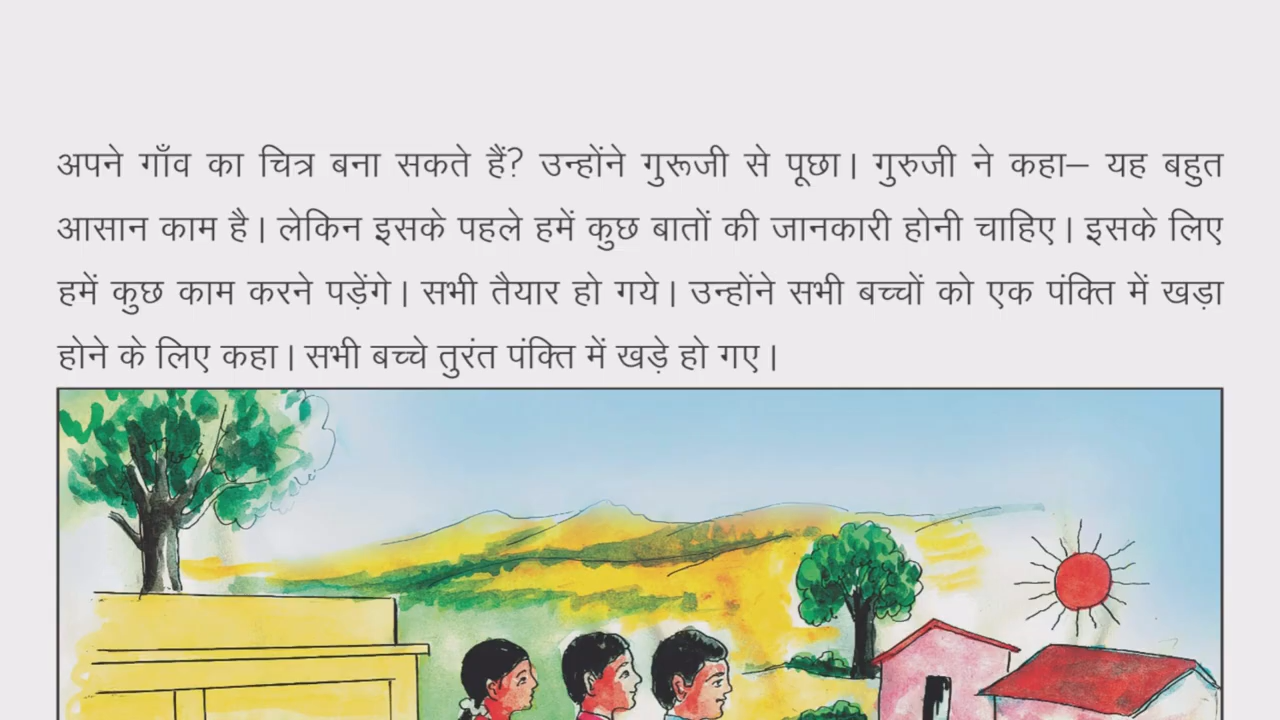 अपने गाँव का चित्र बना सकते हैं? उन्होंने गुरूजी से पूछा। गुरुजी ने कहा– यह बहुत
आसान काम है। लेकिन इसके पहले हमें कुछ बातों की जानकारी होनी चाहिए। इसके लिए
हमें कुछ काम करने पड़ेंगे। सभी तैयार हो गये। उन्होंने सभी बच्चों को एक पंक्ति में खड़ा
होने के लिए कहा। सभी बच्चे तुरंत पंक्ति में खड़े हो गए।